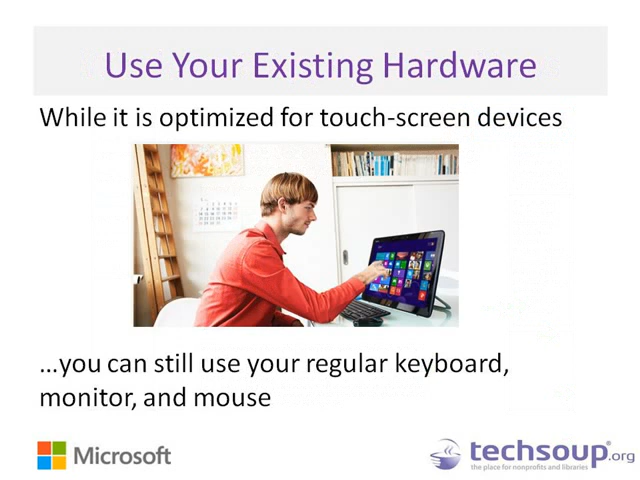 Use Your Existing Hardware
While it is optimized for touch-screen devices
...you can still use your regular keyboard,
monitor, and mouse
Microsoft
techsoup.org
the place for nonprofits and libraries